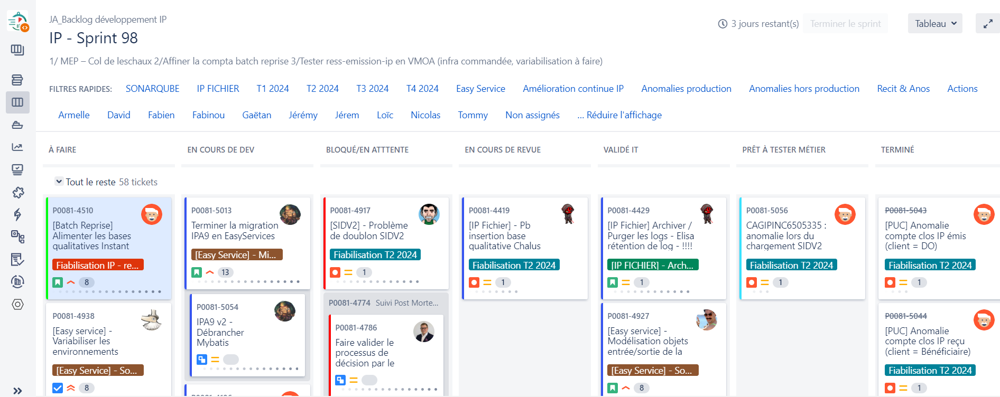 JA_Backlog développement IP
IP - Sprint 98
3 jours restant(s)
Terminer le sprint
Tableau
1/ MEP – Col de leschaux 2/Affiner la compta batch reprise 3/Tester ress-emission-ip en VMOA (infra commandée, variabilisation à faire)
FILTRES RAPIDES: SONARQUBE IP FICHIER T1 2024 T2 2024 T3 2024 T4 2024 Easy Service Amélioration continue IP Anomalies production Anomalies hors production Recit & Anos Actions
Armelle David Fabien Fabinou Gaëtan Jérémy Jérem Loïc Nicolas Tommy Non assignés ... Réduire l'affichage
À FAIRE EN COURS DE DEV BLOQUÉ/EN ATTTENTE EN COURS DE REVUE VALIDÉ IT PRÊT À TESTER MÉTIER TERMINÉ
Tout le reste 58 tickets
P0081-4510
[Batch Reprise]
Alimenter les bases
qualitatives Instant
Fiabilisation IP - re...
8
P0081-4938
[Easy service] -
Variabiliser les
environnements
[Easy Service] - So...
8
P0081-5013
Terminer la migration
IPA9 en EasyServices
[Easy Service] - Mi...
13
P0081-5054
IPA9 v2 -
Débrancher
Mybatis
P0081-4917
[SIDV2] - Problème
de doublon SIDV2
Fiabilisation T2 2024
1
P0081-4774 Suivi Post Morte...
P0081-4786
Faire valider le
processus de
décision par le
P0081-4419
[IP Fichier] - Pb
insertion base
qualitative Chalus
Fiabilisation T2 2024
1
P0081-4429
[IP Fichier] Archiver /
Purger les logs - Elisa
rétention de log - !!!!
[IP FICHIER] - Arch...
1
P0081-4927
[Easy service] -
Modélisation objets
entrée/sortie de la
[Easy Service] - So...
8
P0081-5056
CAGIPINC6505335 :
anomalie lors du
chargement SIDV2
Fiabilisation T2 2024
1
P0081-5043
[PUC] Anomalie
compte clos IP émis
(client = DO)
Fiabilisation T2 2024
1
P0081-5044
[PUC] Anomalie
compte clos IP reçu
(client = Bénéficiaire)
Fiabilisation T2 2024
1